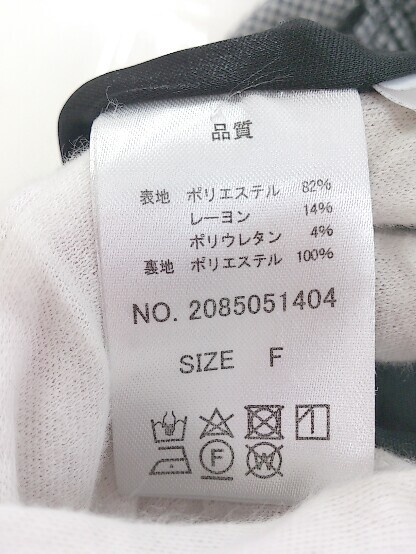 品質
表地 ポリエステル 82%
レーヨン 14%
ポリウレタン 4%
裏地 ポリエステル 100%
NO. 2085051404
SIZE F
F
W